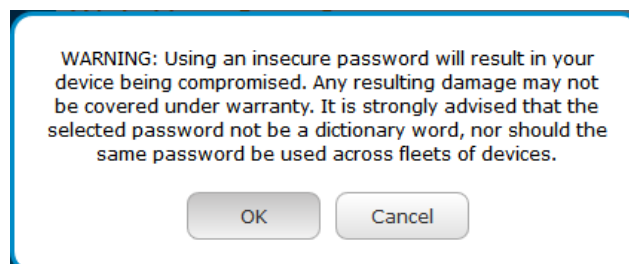 WARNING: Using an insecure password will result in your
device being compromised. Any resulting damage may not
be covered under warranty. It is strongly advised that the
selected password not be a dictionary word, nor should the
same password be used across fleets of devices.
OK Cancel